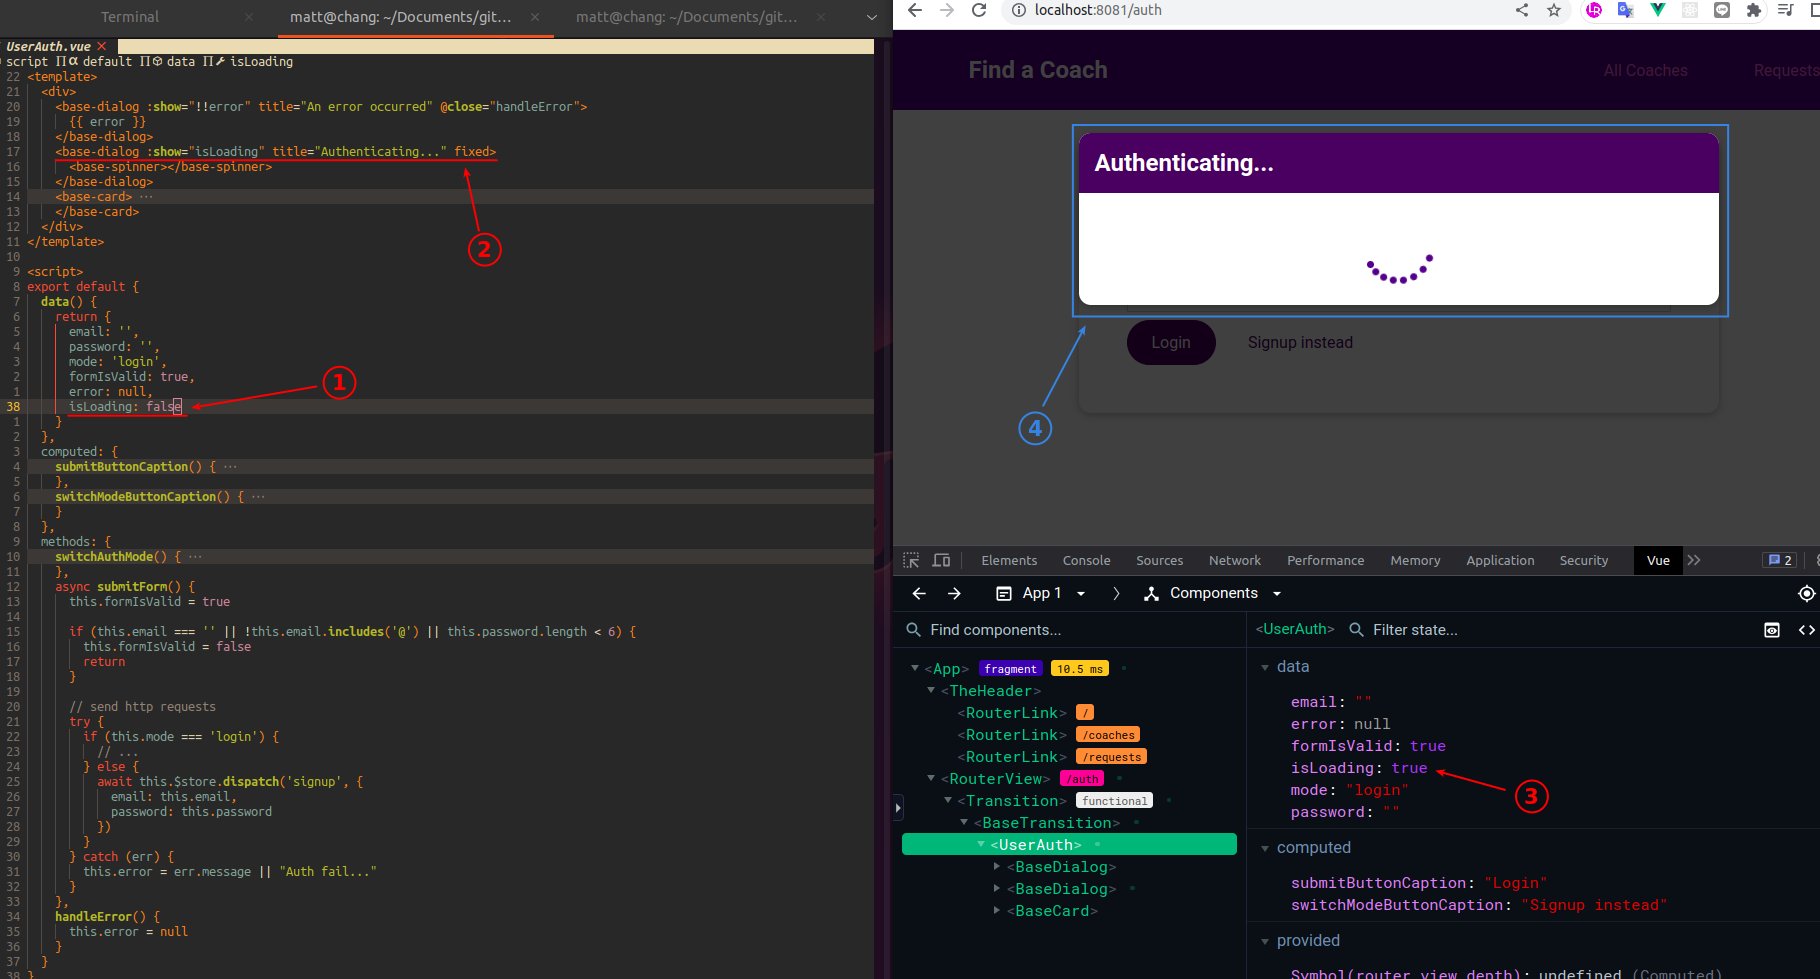 Terminal
matt@chang: ~/Documents/git...
matt@chang: ~/Documents/git...
UserAuth.vue
script default data isLoading
22 <template>
21 <div>
20 <base-dialog :show="!!error" title="An error occurred" @close="handleError">
19 {{ error }}
18 </base-dialog>
17 <base-dialog :show="isLoading" title="Authenticating..." fixed>
16 <base-spinner></base-spinner>
15 </base-dialog>
14 <base-card> ...
13 </base-card>
12 </div>
11 </template>
10
9 <script>
8 export default {
7 data() {
6 return {
5 email: '',
4 password: '',
3 mode: 'login',
2 formIsValid: true,
1 error: null,
38 isLoading: false
1 }
2 },
3 computed: {
4 submitButtonCaption() { ...
5 },
6 switchModeButtonCaption() { ...
7 }
8 },
9 methods: {
10 switchAuthMode() { ...
11 },
12 async submitForm() {
13 this.formIsValid = true
14
15 if (this.email === '' || !this.email.includes('@') || this.password.length < 6) {
16 this.formIsValid = false
17 return
18 }
19
20 // send http requests
21 try {
22 if (this.mode === 'login') {
23 // ...
24 } else {
25 await this.$store.dispatch('signup', {
26 email: this.email,
27 password: this.password
28 })
29 }
30 } catch (err) {
31 this.error = err.message || "Auth fail..."
32 }
33 },
34 handleError() {
35 this.error = null
36 }
37 }
38 }
1
2
localhost:8081/auth
Find a Coach
All Coaches
Requests
Authenticating...
Login
Signup instead
4
Elements Console Sources Network Performance Memory Application Security Vue 2
App 1 Components
Find components...
<App> fragment 10.5 ms
<TheHeader>
<RouterLink> /
<RouterLink> /coaches
<RouterLink> /requests
<RouterView> /auth
<Transition> functional
<BaseTransition>
<UserAuth>
<BaseDialog>
<BaseDialog>
<BaseCard>
<UserAuth> Filter state...
data
email: ""
error: null
formIsValid: true
isLoading: true
mode: "login"
password: ""
3
computed
submitButtonCaption: "Login"
switchModeButtonCaption: "Signup instead"
provided
Symbol(router view depth): undefined (Computed)